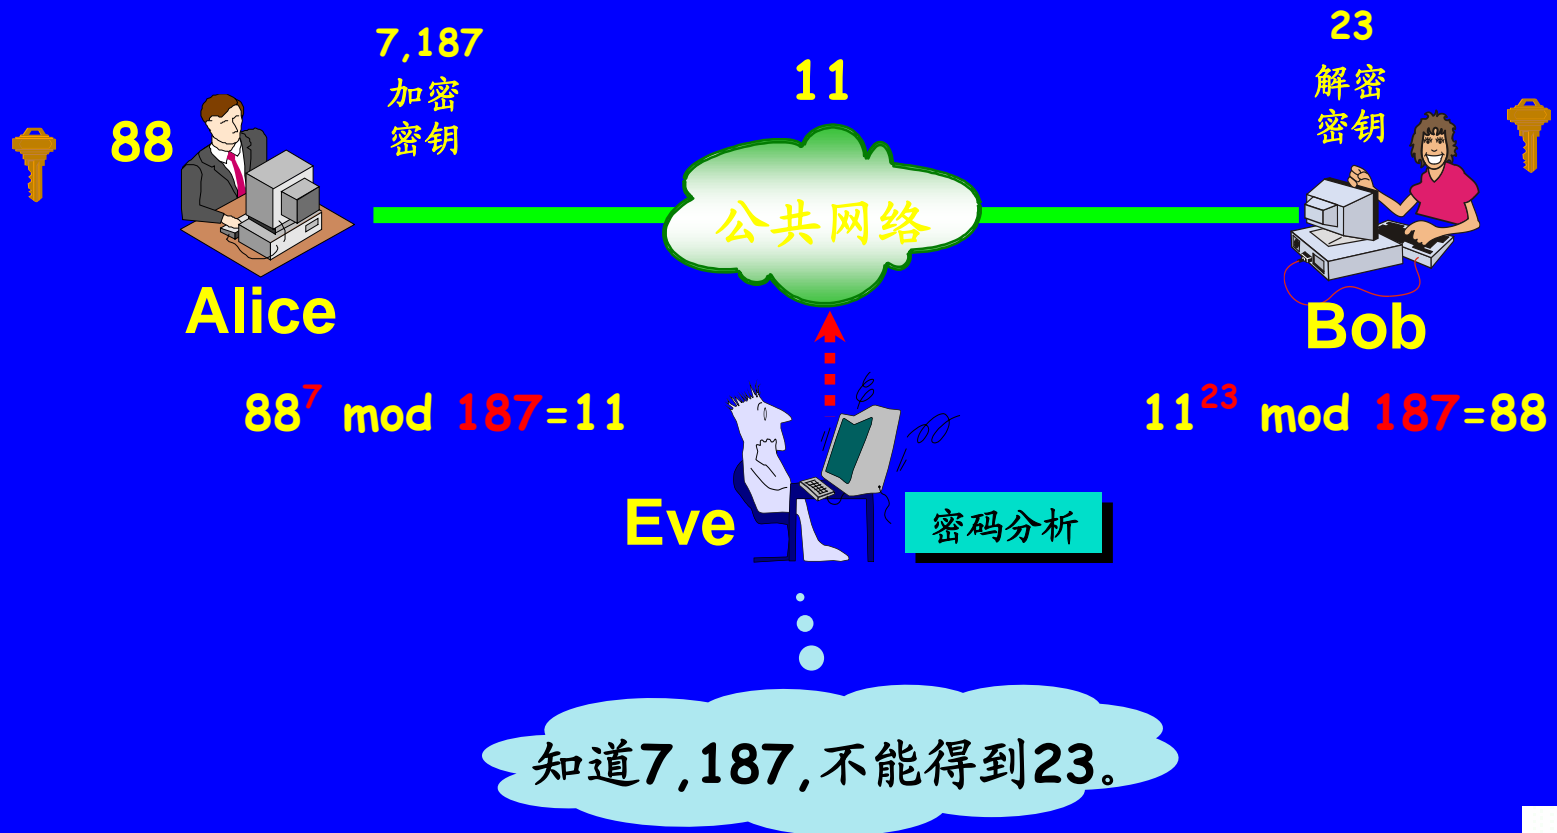 7,187
加密
密钥
88
11
23
解密
密钥
公共网络
Alice
Bob
88⁷ mod 187=11
11²³ mod 187=88
Eve
密码分析
知道7,187,不能得到23。